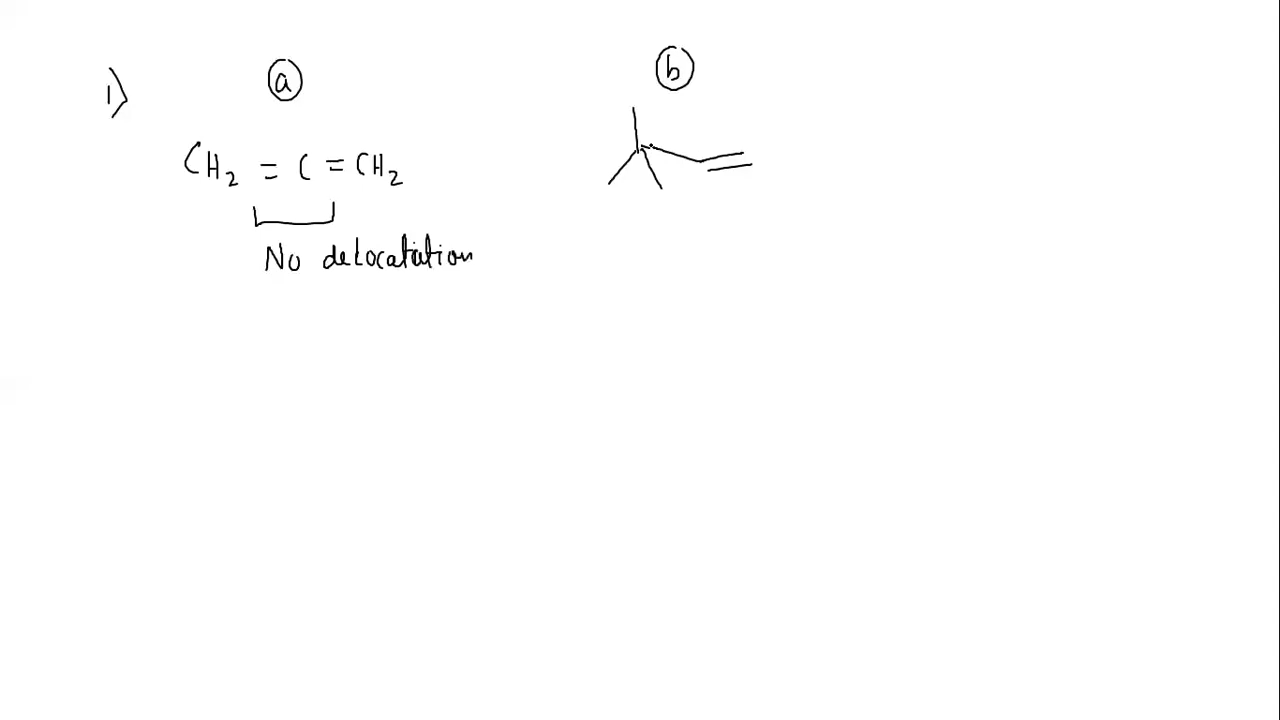 1) ⓐ ⓑ
CH₂ = C = CH₂
No delocatation